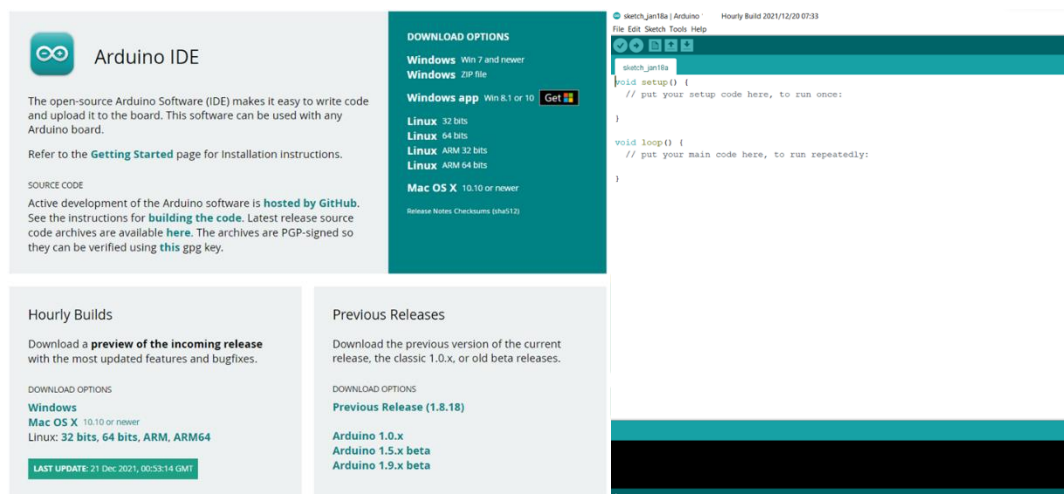 Arduino IDE
The open-source Arduino Software (IDE) makes it easy to write code
and upload it to the board. This software can be used with any
Arduino board.
Refer to the Getting Started page for Installation instructions.
SOURCE CODE
Active development of the Arduino software is hosted by GitHub.
See the instructions for building the code. Latest release source
code archives are available here. The archives are PGP-signed so
they can be verified using this gpg key.
DOWNLOAD OPTIONS
Windows Win 7 and newer
Windows ZIP file
Windows app Win 8.1 or 10 Get
Linux 32 bits
Linux 64 bits
Linux ARM 32 bits
Linux ARM 64 bits
Mac OS X 10.10 or newer
Release Notes Checksums (sha512)
Hourly Builds
Download a preview of the incoming release
with the most updated features and bugfixes.
DOWNLOAD OPTIONS
Windows
Mac OS X 10.10 or newer
Linux: 32 bits, 64 bits, ARM, ARM64
LAST UPDATE: 21 Dec 2021, 00:53:14 GMT
Previous Releases
Download the previous version of the current
release, the classic 1.0.x, or old beta releases.
DOWNLOAD OPTIONS
Previous Release (1.8.18)
Arduino 1.0.x
Arduino 1.5.x beta
Arduino 1.9.x beta
sketch_jan18a | Arduino Hourly Build 2021/12/20 07:33
File Edit Sketch Tools Help
sketch_jan18a
void setup() {
// put your setup code here, to run once:
}
void loop() {
// put your main code here, to run repeatedly:
}